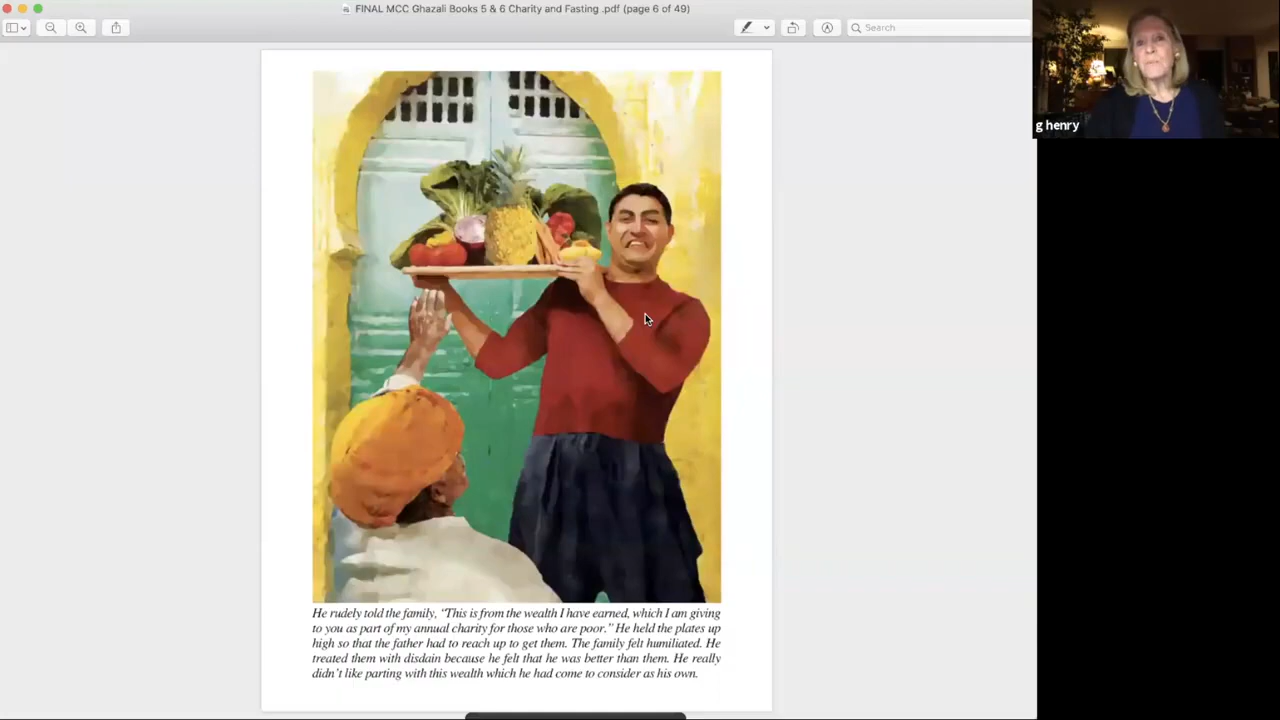 FINAL MCC Ghazali Books 5 & 6 Charity and Fasting .pdf (page 6 of 49)
Search
g henry
He rudely told the family, “This is from the wealth I have earned, which I am giving
to you as part of my annual charity for those who are poor.” He held the plates up
high so that the father had to reach up to get them. The family felt humiliated. He
treated them with disdain because he felt that he was better than them. He really
didn’t like parting with this wealth which he had come to consider as his own.